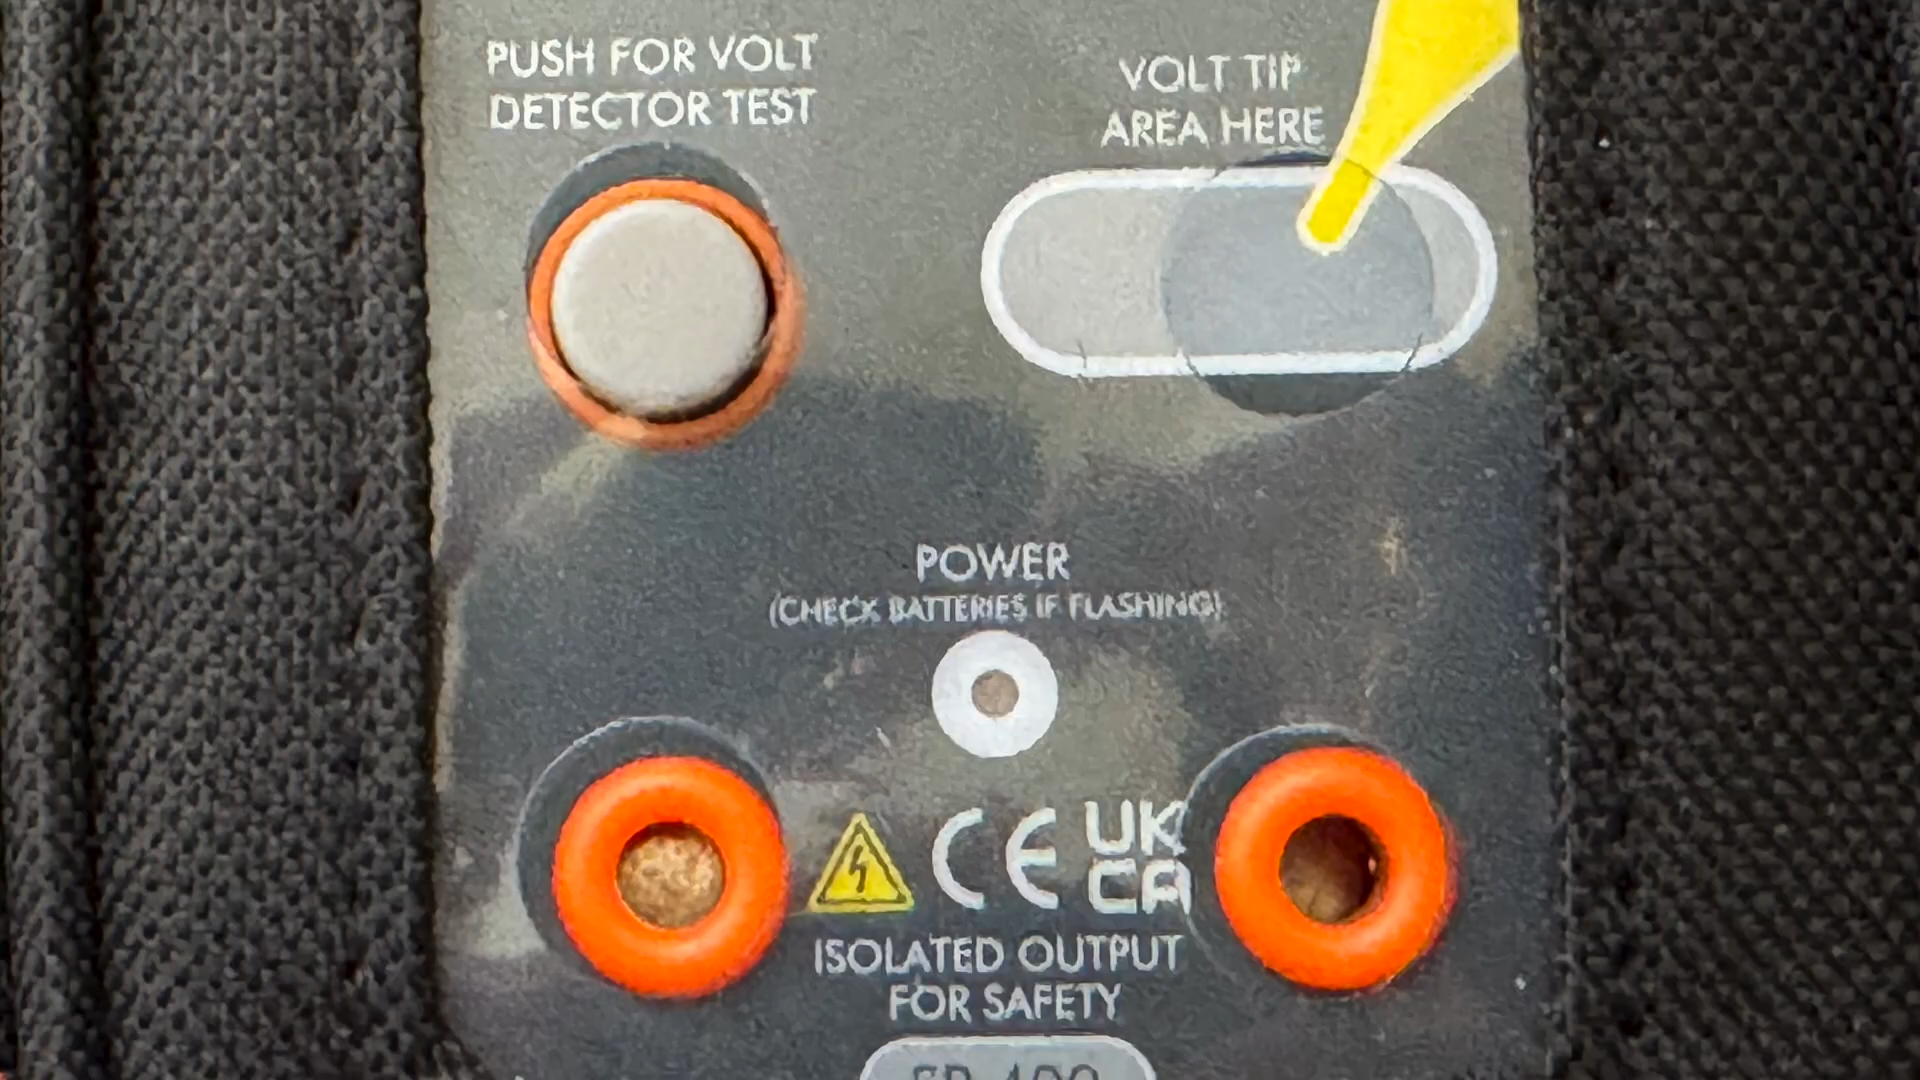 PUSH FOR VOLT
DETECTOR TEST
VOLT TIP
AREA HERE
POWER
(CHECK BATTERIES IF FLASHING)
CE
UK
CA
ISOLATED OUTPUT
FOR SAFETY